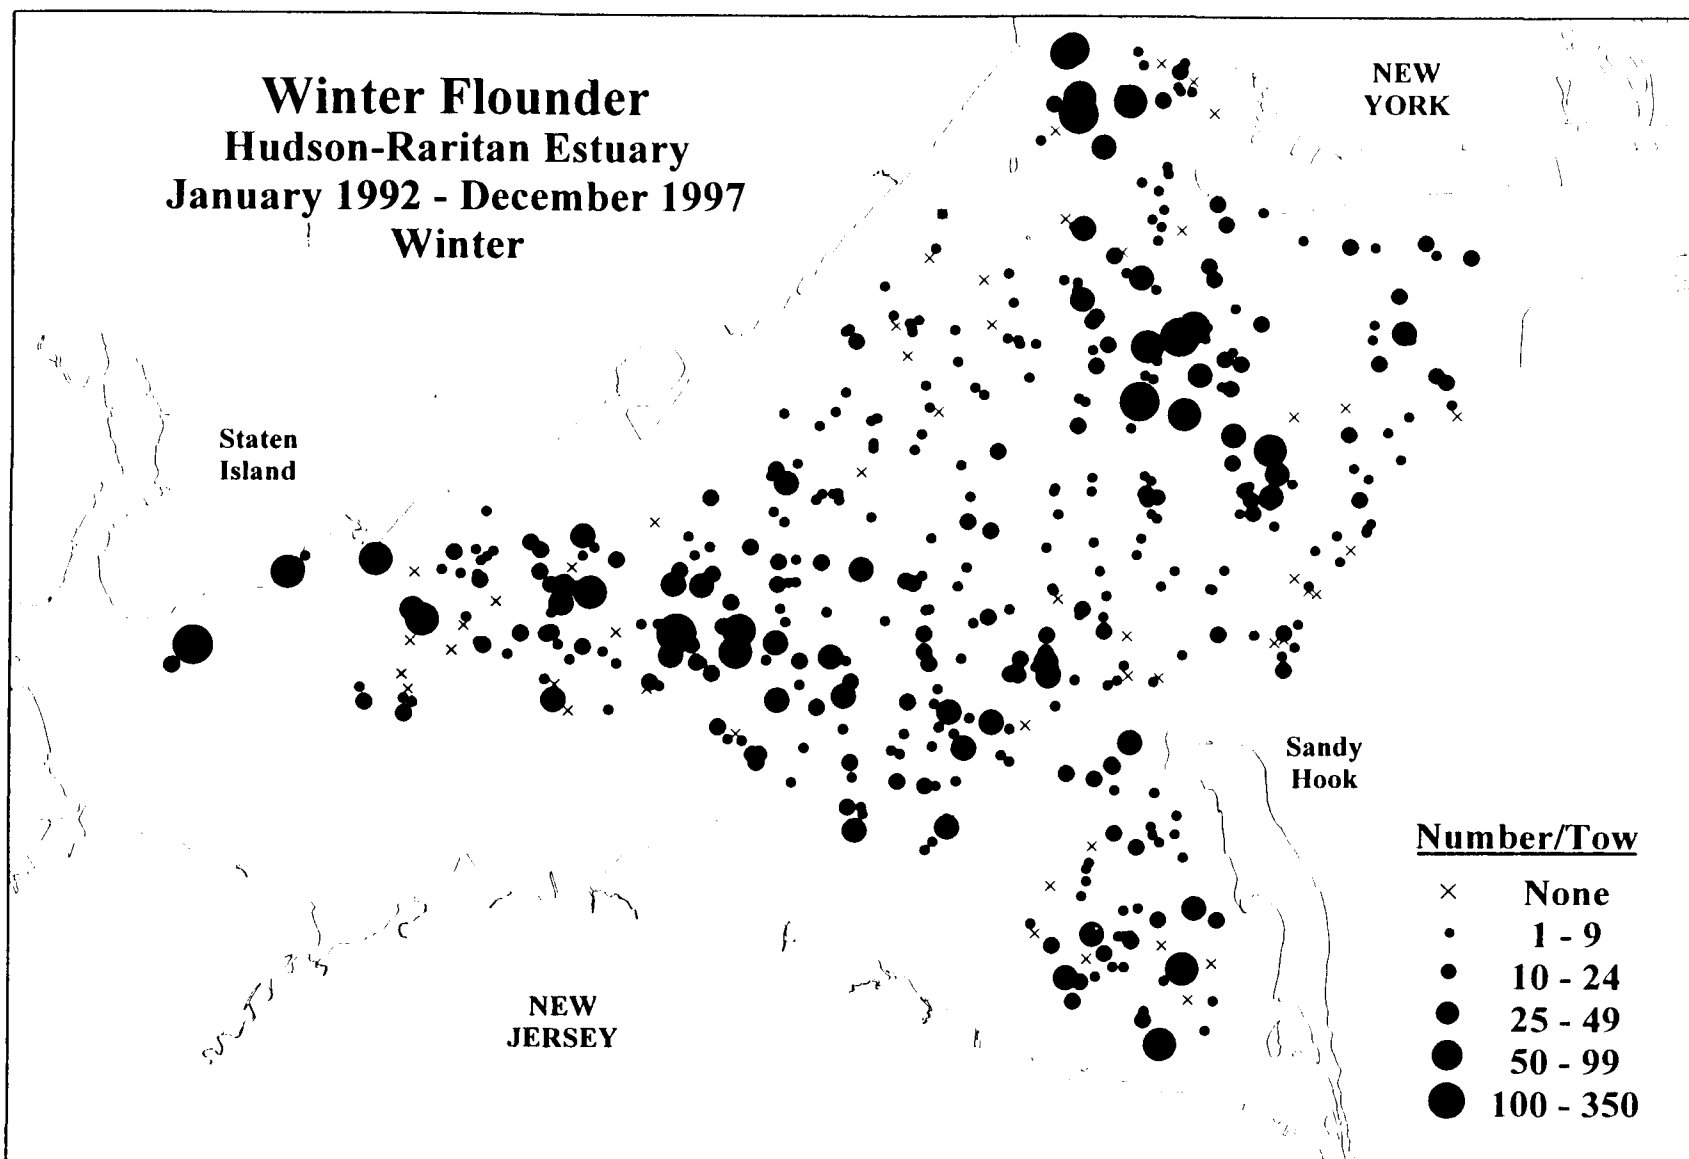 Winter Flounder
Hudson-Raritan Estuary
January 1992 - December 1997
Winter
NEW
YORK
Staten
Island
Sandy
Hook
NEW
JERSEY
Number/Tow
None
1 - 9
10 - 24
25 - 49
50 - 99
100 - 350